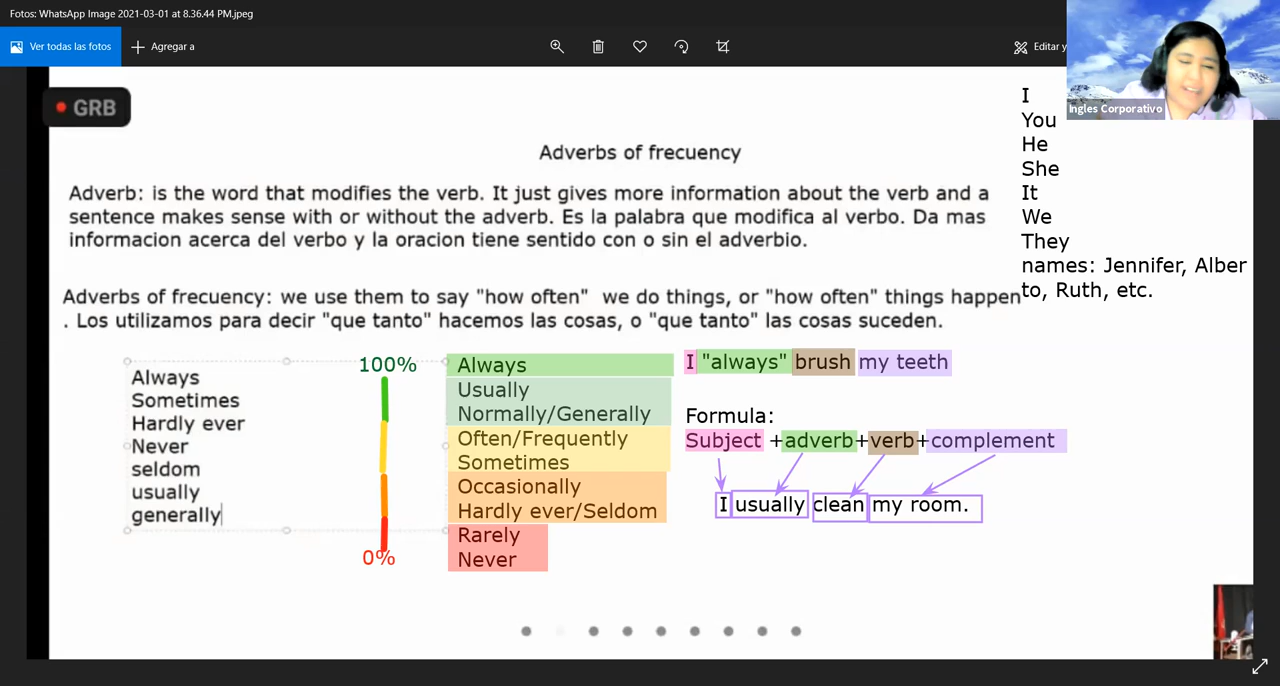 Fotos: WhatsApp Image 2021-03-01 at 8.36.44 PM.jpeg
Ver todas las fotos
Agregar a
Editar y
Ingles Corporativo
GRB
I
You
He
She
It
We
They
names: Jennifer, Alber
to, Ruth, etc.
Adverbs of frecuency
Adverb: is the word that modifies the verb. It just gives more information about the verb and a
sentence makes sense with or without the adverb. Es la palabra que modifica al verbo. Da mas
informacion acerca del verbo y la oracion tiene sentido con o sin el adverbio.
Adverbs of frecuency: we use them to say "how often" we do things, or "how often" things happen
. Los utilizamos para decir "que tanto" hacemos las cosas, o "que tanto" las cosas suceden.
Always
Sometimes
Hardly ever
Never
seldom
usually
generally
100%
0%
Always
Usually
Normally/Generally
Often/Frequently
Sometimes
Occasionally
Hardly ever/Seldom
Rarely
Never
I "always" brush my teeth
Formula:
Subject +adverb+verb+complement
I usually clean my room.